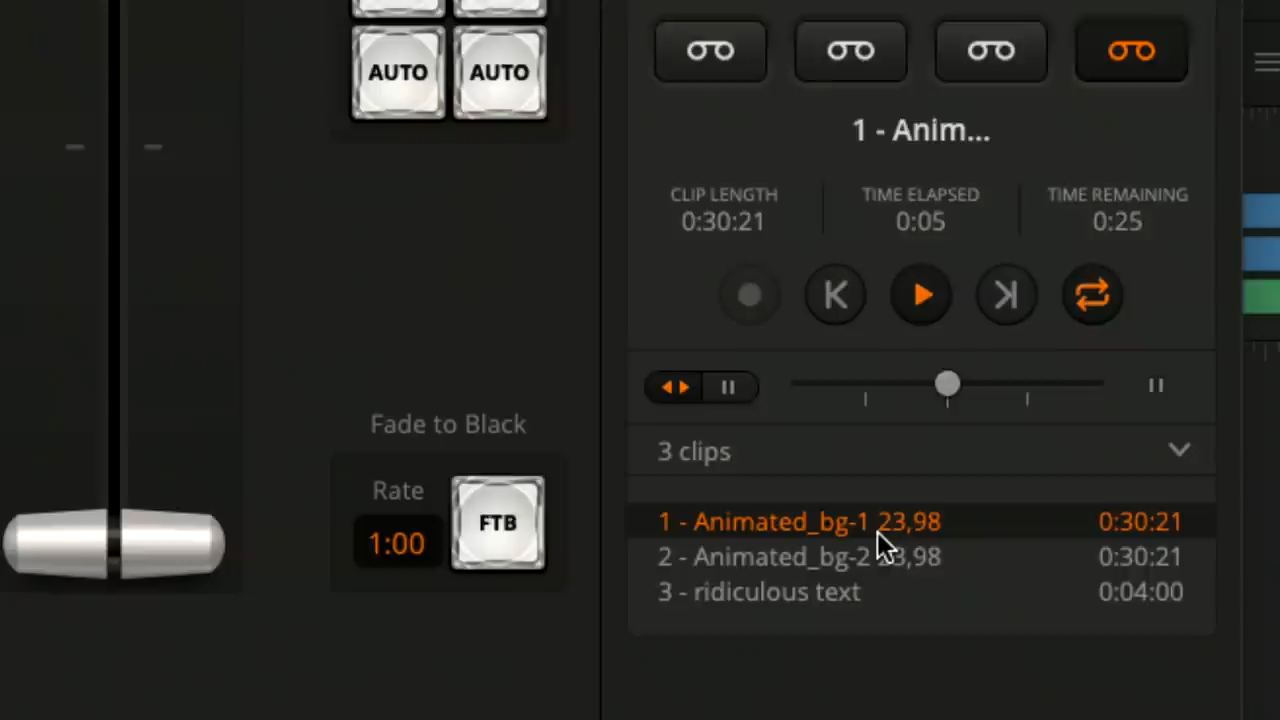 AUTO AUTO
1 - Anim...
CLIP LENGTH TIME ELAPSED TIME REMAINING
0:30:21 0:05 0:25
Fade to Black
Rate
1:00
FTB
3 clips
1 - Animated_bg-1 23,98 0:30:21
2 - Animated_bg-2 23,98 0:30:21
3 - ridiculous text 0:04:00